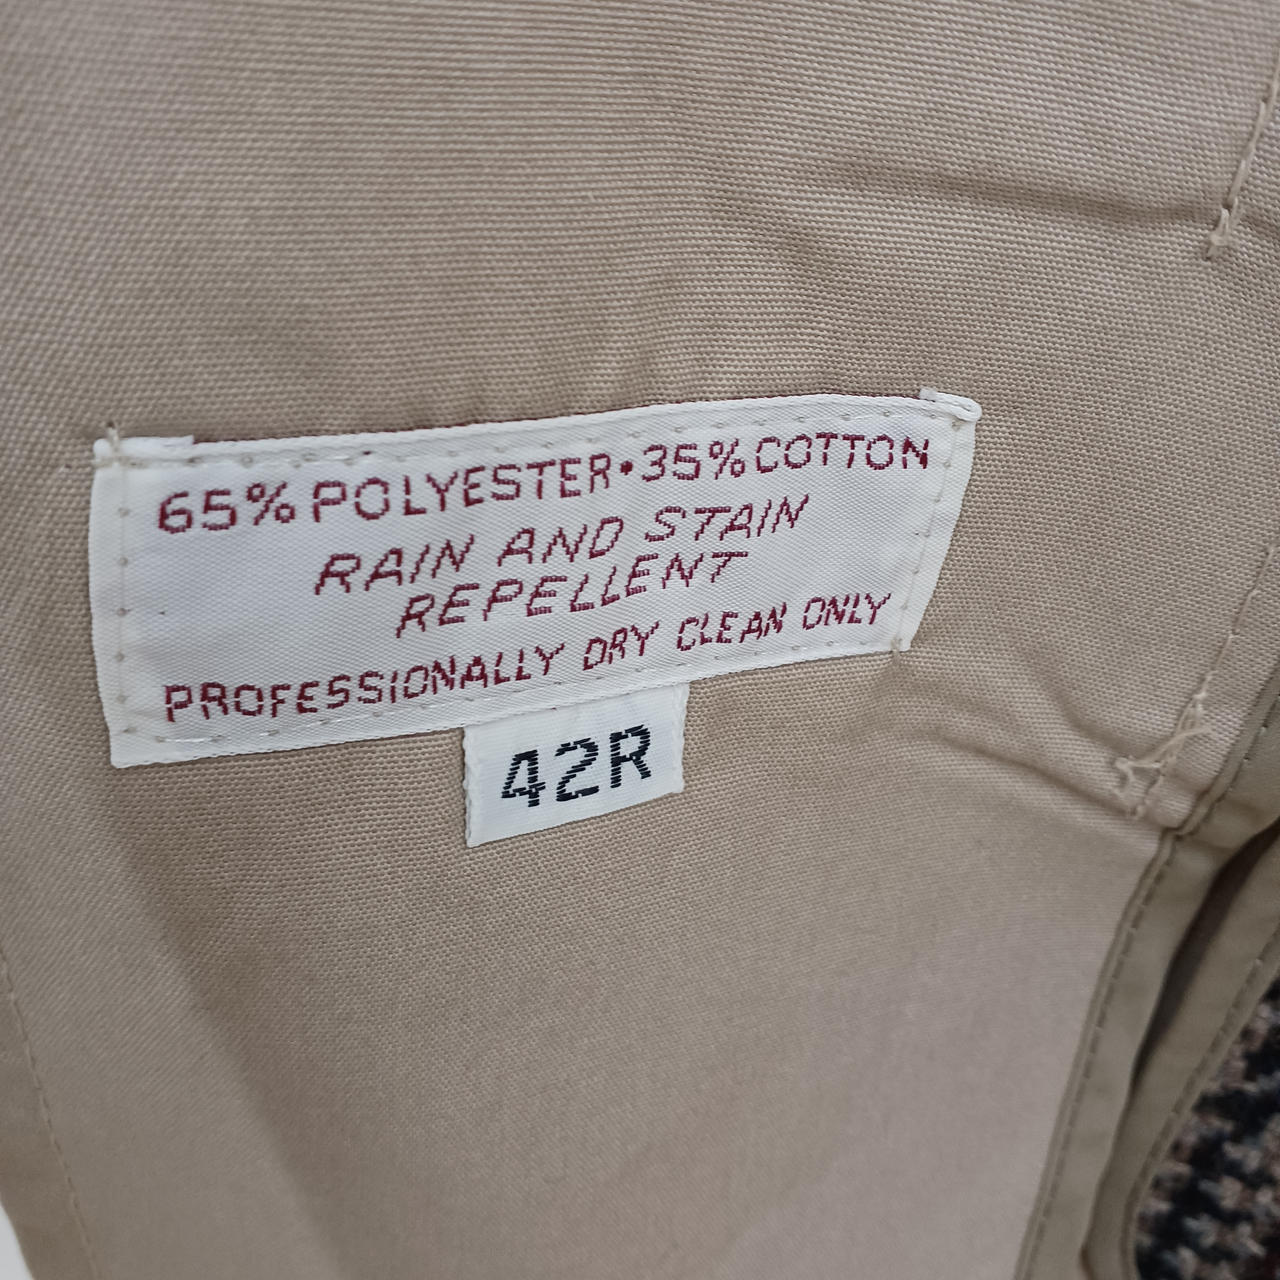 65% POLYESTER • 35% COTTON
RAIN AND STAIN
REPELLENT
PROFESSIONALLY DRY CLEAN ONLY
42R